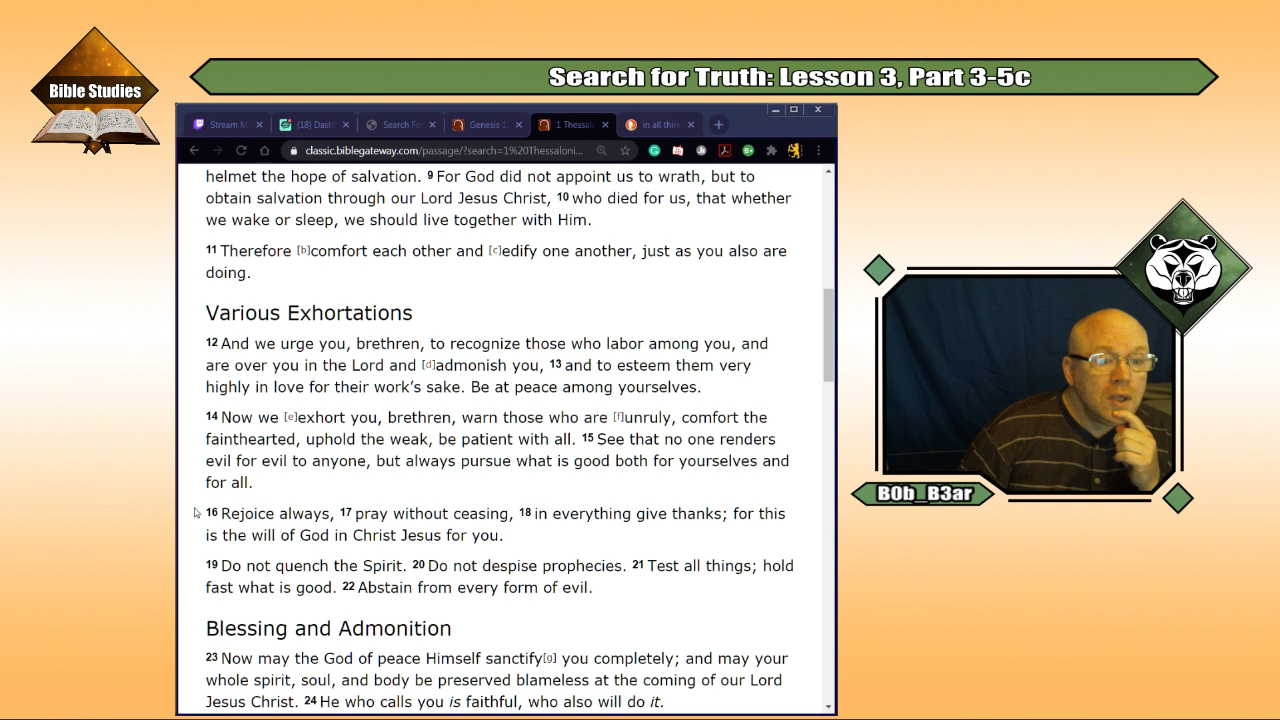 Bible Studies
Search for Truth: Lesson 3, Part 3-5c
Stream M
(18) Dash
Search Fo
Genesis 1
1 Thessal
in all thin
classic.biblegateway.com/passage/?search=1%20Thessaloni...
helmet the hope of salvation. 9 For God did not appoint us to wrath, but to
obtain salvation through our Lord Jesus Christ, 10 who died for us, that whether
we wake or sleep, we should live together with Him.
11 Therefore [b]comfort each other and [c]edify one another, just as you also are
doing.
Various Exhortations
12 And we urge you, brethren, to recognize those who labor among you, and
are over you in the Lord and [d]admonish you, 13 and to esteem them very
highly in love for their work's sake. Be at peace among yourselves.
14 Now we [e]exhort you, brethren, warn those who are [f]unruly, comfort the
fainthearted, uphold the weak, be patient with all. 15 See that no one renders
evil for evil to anyone, but always pursue what is good both for yourselves and
for all.
16 Rejoice always, 17 pray without ceasing, 18 in everything give thanks; for this
is the will of God in Christ Jesus for you.
19 Do not quench the Spirit. 20 Do not despise prophecies. 21 Test all things; hold
fast what is good. 22 Abstain from every form of evil.
Blessing and Admonition
23 Now may the God of peace Himself sanctify[g] you completely; and may your
whole spirit, soul, and body be preserved blameless at the coming of our Lord
Jesus Christ. 24 He who calls you is faithful, who also will do it.
B0b_B3ar